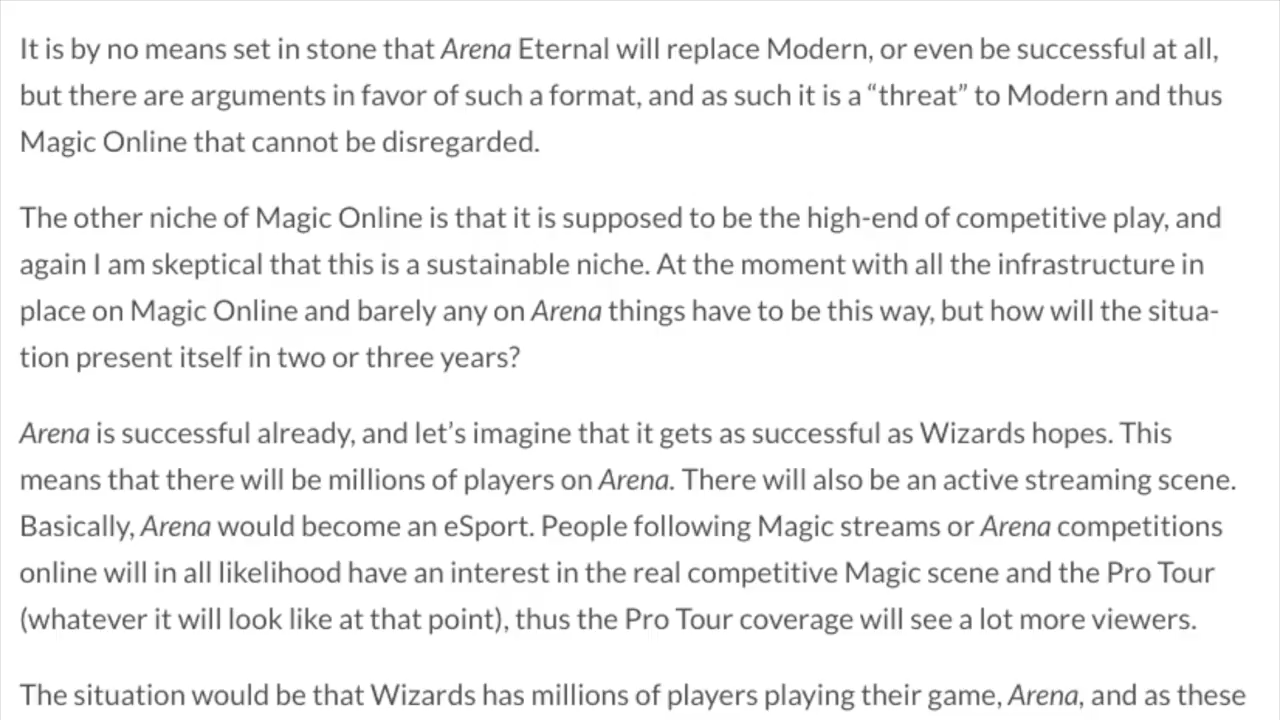 It is by no means set in stone that Arena Eternal will replace Modern, or even be successful at all,
but there are arguments in favor of such a format, and as such it is a “threat” to Modern and thus
Magic Online that cannot be disregarded.
The other niche of Magic Online is that it is supposed to be the high-end of competitive play, and
again I am skeptical that this is a sustainable niche. At the moment with all the infrastructure in
place on Magic Online and barely any on Arena things have to be this way, but how will the situa-
tion present itself in two or three years?
Arena is successful already, and let’s imagine that it gets as successful as Wizards hopes. This
means that there will be millions of players on Arena. There will also be an active streaming scene.
Basically, Arena would become an eSport. People following Magic streams or Arena competitions
online will in all likelihood have an interest in the real competitive Magic scene and the Pro Tour
(whatever it will look like at that point), thus the Pro Tour coverage will see a lot more viewers.
The situation would be that Wizards has millions of players playing their game, Arena, and as these